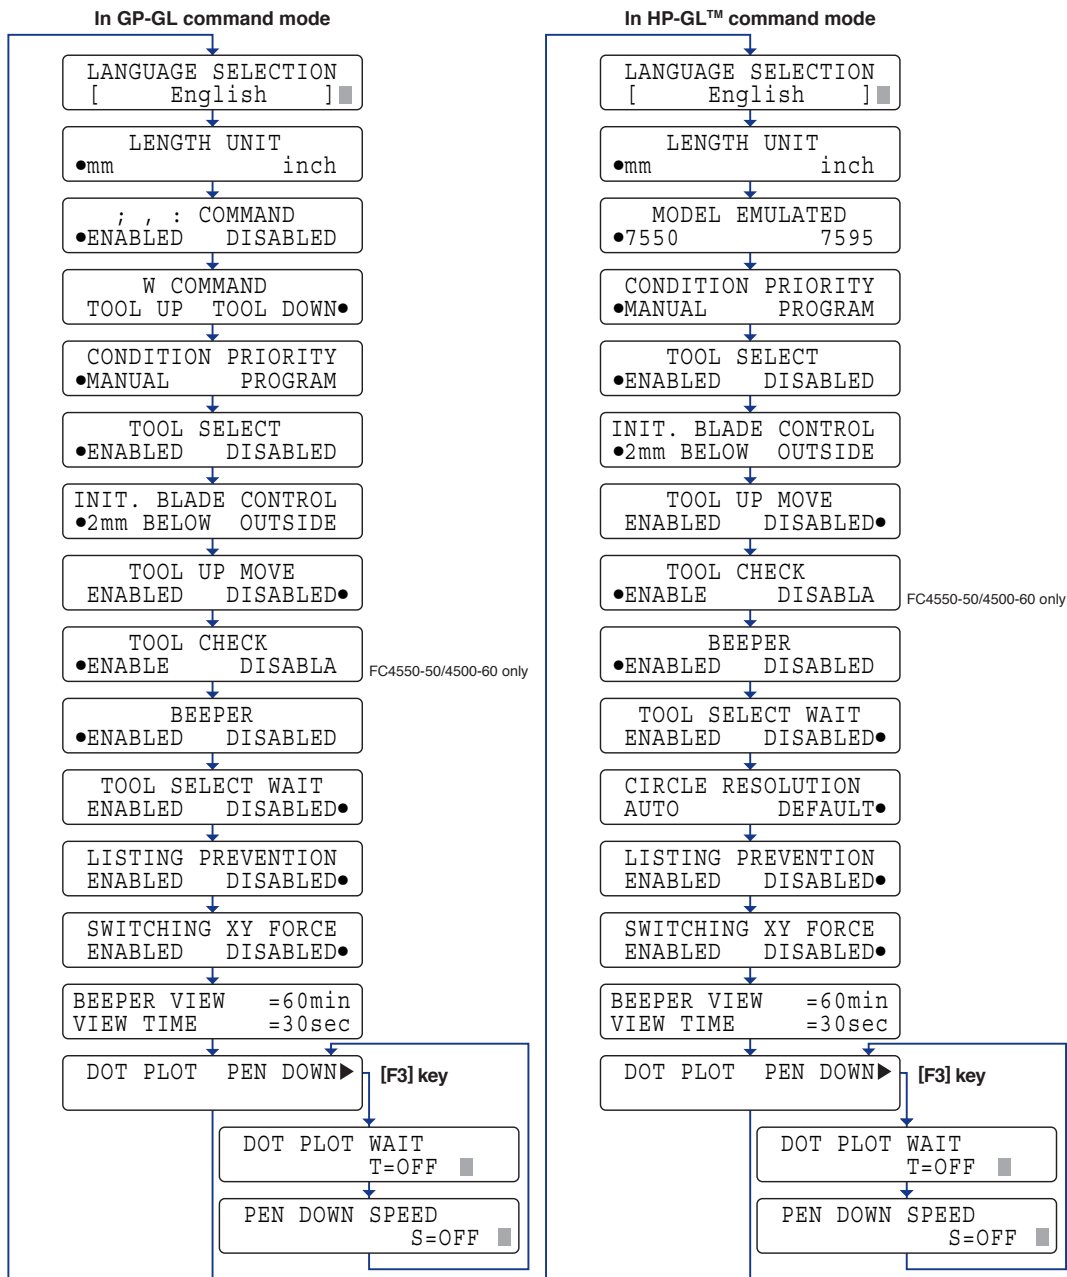 In GP-GL command mode
LANGUAGE SELECTION
[ English ]
LENGTH UNIT
●mm inch
; , : COMMAND
●ENABLED DISABLED
W COMMAND
TOOL UP TOOL DOWN●
CONDITION PRIORITY
●MANUAL PROGRAM
TOOL SELECT
●ENABLED DISABLED
INIT. BLADE CONTROL
●2mm BELOW OUTSIDE
TOOL UP MOVE
ENABLED DISABLED●
TOOL CHECK
●ENABLE DISABLA
FC4550-50/4500-60 only
BEEPER
●ENABLED DISABLED
TOOL SELECT WAIT
ENABLED DISABLED●
LISTING PREVENTION
ENABLED DISABLED●
SWITCHING XY FORCE
ENABLED DISABLED●
BEEPER VIEW =60min
VIEW TIME =30sec
DOT PLOT PEN DOWN▶
[F3] key
DOT PLOT WAIT
T=OFF
PEN DOWN SPEED
S=OFF
In HP-GL™ command mode
LANGUAGE SELECTION
[ English ]
LENGTH UNIT
●mm inch
MODEL EMULATED
●7550 7595
CONDITION PRIORITY
●MANUAL PROGRAM
TOOL SELECT
●ENABLED DISABLED
INIT. BLADE CONTROL
●2mm BELOW OUTSIDE
TOOL UP MOVE
ENABLED DISABLED●
TOOL CHECK
●ENABLE DISABLA
FC4550-50/4500-60 only
BEEPER
●ENABLED DISABLED
TOOL SELECT WAIT
ENABLED DISABLED●
CIRCLE RESOLUTION
AUTO DEFAULT●
LISTING PREVENTION
ENABLED DISABLED●
SWITCHING XY FORCE
ENABLED DISABLED●
BEEPER VIEW =60min
VIEW TIME =30sec
DOT PLOT PEN DOWN▶
[F3] key
DOT PLOT WAIT
T=OFF
PEN DOWN SPEED
S=OFF